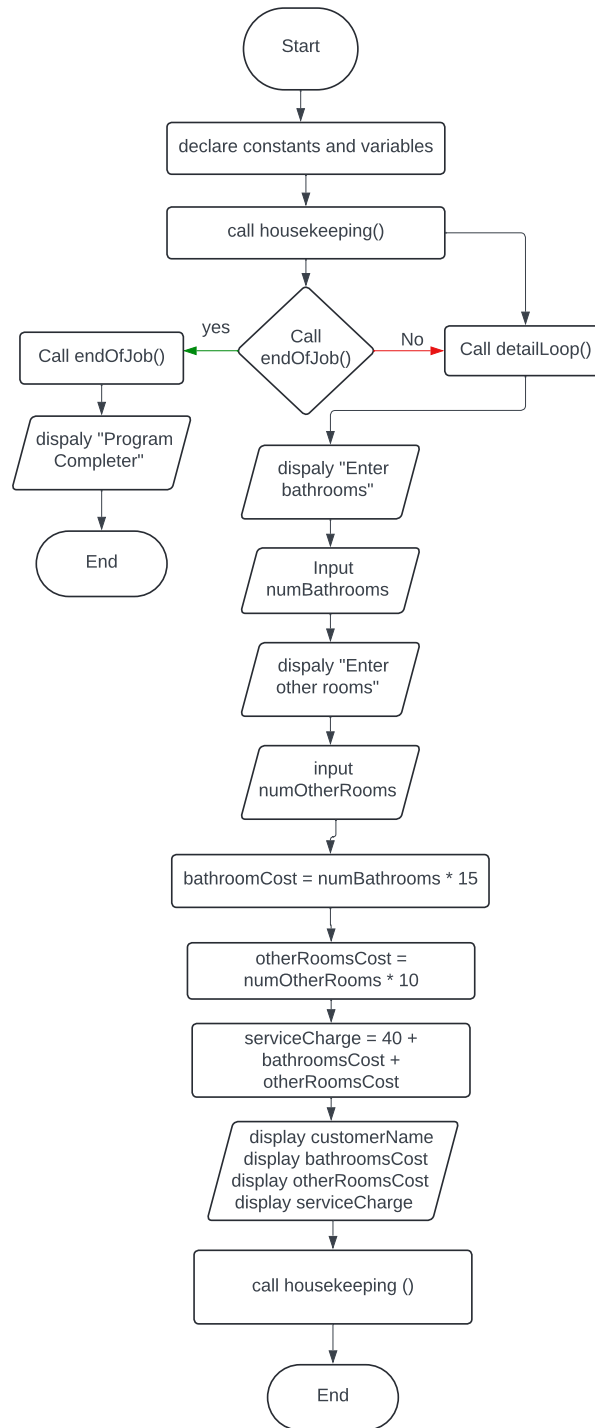 Start
declare constants and variables
call housekeeping()
Call
endOfJob()
yes
No
Call endOfJob()
Call detailLoop()
dispaly "Program
Completer"
End
dispaly "Enter
bathrooms"
Input
numBathrooms
dispaly "Enter
other rooms"
input
numOtherRooms
bathroomCost = numBathrooms * 15
otherRoomsCost =
numOtherRooms * 10
serviceCharge = 40 +
bathroomsCost +
otherRoomsCost
display customerName
display bathroomsCost
display otherRoomsCost
display serviceCharge
call housekeeping ()
End